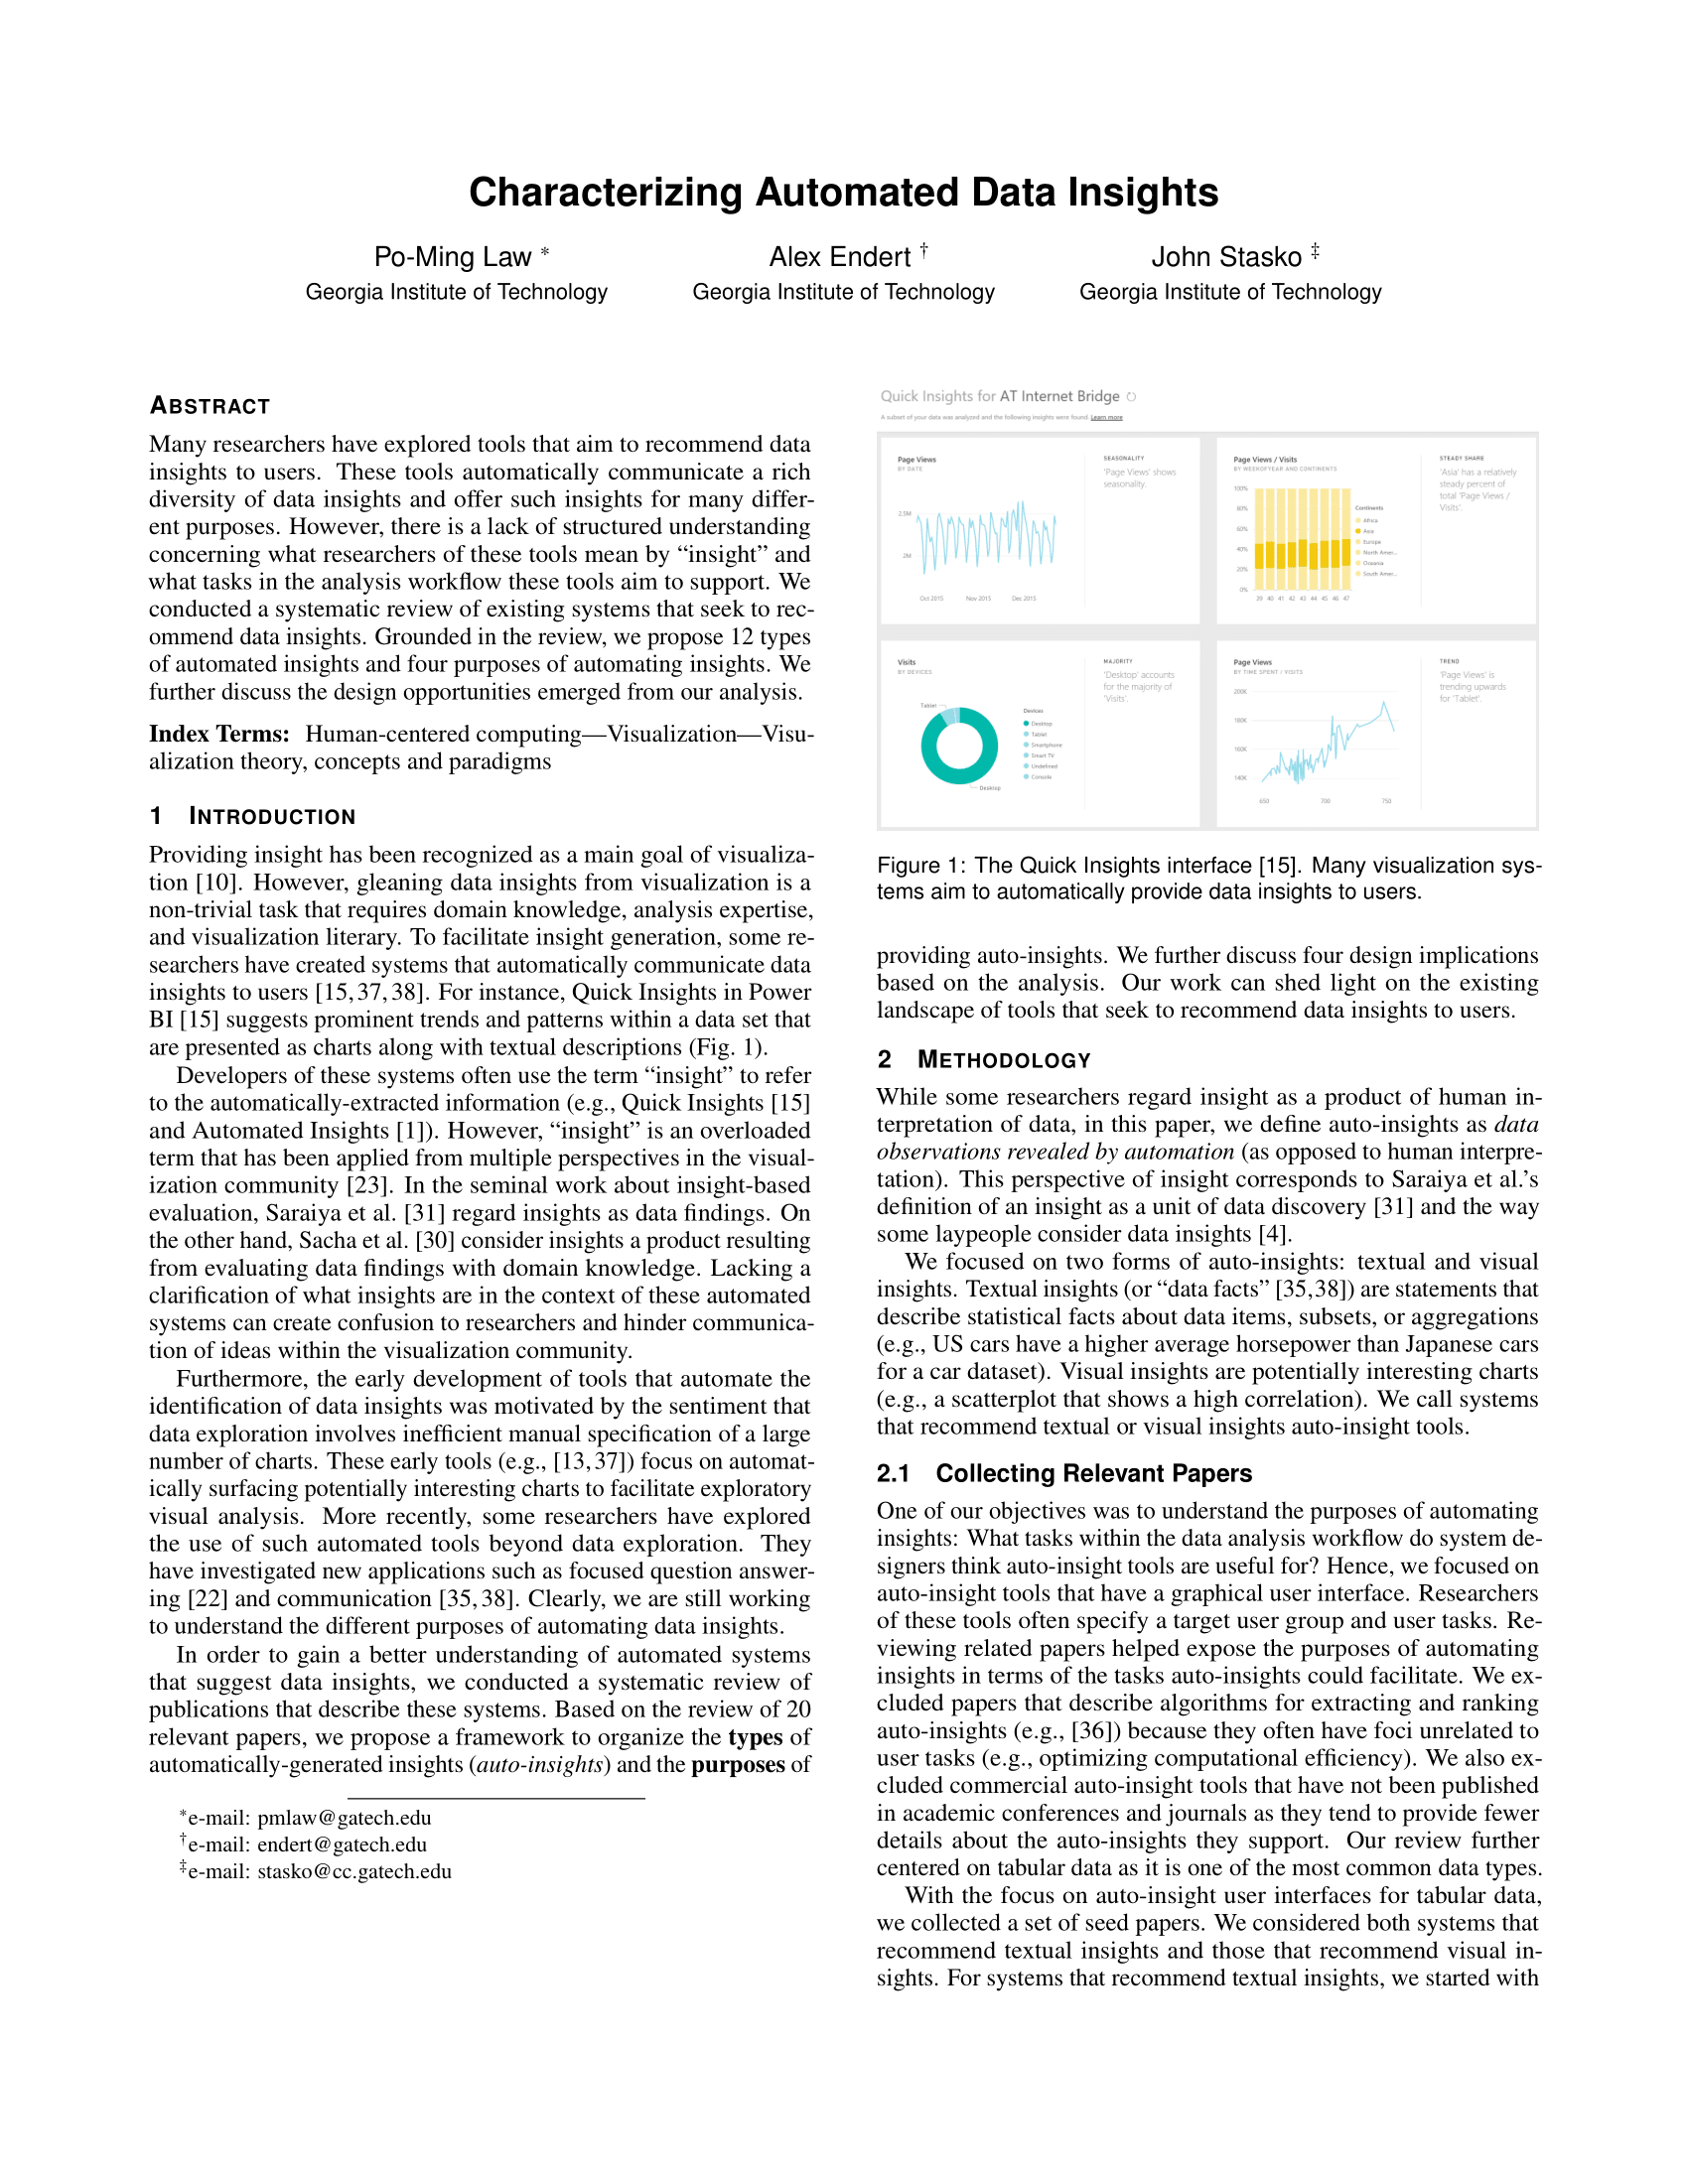 Characterizing Automated Data Insights
Po-Ming Law *
Georgia Institute of Technology
Alex Endert †
Georgia Institute of Technology
John Stasko ‡
Georgia Institute of Technology
ABSTRACT
Many researchers have explored tools that aim to recommend data
insights to users. These tools automatically communicate a rich
diversity of data insights and offer such insights for many differ-
ent purposes. However, there is a lack of structured understanding
concerning what researchers of these tools mean by “insight” and
what tasks in the analysis workflow these tools aim to support. We
conducted a systematic review of existing systems that seek to rec-
ommend data insights. Grounded in the review, we propose 12 types
of automated insights and four purposes of automating insights. We
further discuss the design opportunities emerged from our analysis.
Index Terms: Human-centered computing—Visualization—Visu-
alization theory, concepts and paradigms
1 INTRODUCTION
Providing insight has been recognized as a main goal of visualiza-
tion [10]. However, gleaning data insights from visualization is a
non-trivial task that requires domain knowledge, analysis expertise,
and visualization literary. To facilitate insight generation, some re-
searchers have created systems that automatically communicate data
insights to users [15,37,38]. For instance, Quick Insights in Power
BI [15] suggests prominent trends and patterns within a data set that
are presented as charts along with textual descriptions (Fig. 1).
Developers of these systems often use the term “insight” to refer
to the automatically-extracted information (e.g., Quick Insights [15]
and Automated Insights [1]). However, “insight” is an overloaded
term that has been applied from multiple perspectives in the visual-
ization community [23]. In the seminal work about insight-based
evaluation, Saraiya et al. [31] regard insights as data findings. On
the other hand, Sacha et al. [30] consider insights a product resulting
from evaluating data findings with domain knowledge. Lacking a
clarification of what insights are in the context of these automated
systems can create confusion to researchers and hinder communica-
tion of ideas within the visualization community.
Furthermore, the early development of tools that automate the
identification of data insights was motivated by the sentiment that
data exploration involves inefficient manual specification of a large
number of charts. These early tools (e.g., [13,37]) focus on automat-
ically surfacing potentially interesting charts to facilitate exploratory
visual analysis. More recently, some researchers have explored
the use of such automated tools beyond data exploration. They
have investigated new applications such as focused question answer-
ing [22] and communication [35,38]. Clearly, we are still working
to understand the different purposes of automating data insights.
In order to gain a better understanding of automated systems
that suggest data insights, we conducted a systematic review of
publications that describe these systems. Based on the review of 20
relevant papers, we propose a framework to organize the types of
automatically-generated insights (auto-insights) and the purposes of
*e-mail: pmlaw@gatech.edu
†e-mail: endert@gatech.edu
‡e-mail: stasko@cc.gatech.edu
Quick Insights for AT Internet Bridge
A subset of your data was analyzed and the following insights were found. Learn more
Page Views
BY DATE
2.5M
2M
Oct 2015 Nov 2015 Dec 2015
SEASONALITY
'Page Views' shows
seasonality.
Page Views / Visits
BY WEEKOFYEAR AND CONTINENTS
100%
80%
60%
40%
20%
0%
39 40 41 42 43 44 45 46 47
Continents
Africa
Asia
Europe
North Amer...
Oceania
South Amer...
STEADY SHARE
'Asia' has a relatively
steady percent of
total 'Page Views /
Visits'.
Visits
BY DEVICES
Tablet
Desktop
Devices
Desktop
Tablet
Smartphone
Smart TV
Undefined
Console
MAJORITY
'Desktop' accounts
for the majority of
'Visits'.
Page Views
BY TIME SPENT / VISITS
200K
180K
160K
140K
650 700 750
TREND
'Page Views' is
trending upwards
for 'Tablet'.
Figure 1: The Quick Insights interface [15]. Many visualization sys-
tems aim to automatically provide data insights to users.
providing auto-insights. We further discuss four design implications
based on the analysis. Our work can shed light on the existing
landscape of tools that seek to recommend data insights to users.
2 METHODOLOGY
While some researchers regard insight as a product of human in-
terpretation of data, in this paper, we define auto-insights as data
observations revealed by automation (as opposed to human interpre-
tation). This perspective of insight corresponds to Saraiya et al.’s
definition of an insight as a unit of data discovery [31] and the way
some laypeople consider data insights [4].
We focused on two forms of auto-insights: textual and visual
insights. Textual insights (or “data facts” [35,38]) are statements that
describe statistical facts about data items, subsets, or aggregations
(e.g., US cars have a higher average horsepower than Japanese cars
for a car dataset). Visual insights are potentially interesting charts
(e.g., a scatterplot that shows a high correlation). We call systems
that recommend textual or visual insights auto-insight tools.
2.1 Collecting Relevant Papers
One of our objectives was to understand the purposes of automating
insights: What tasks within the data analysis workflow do system de-
signers think auto-insight tools are useful for? Hence, we focused on
auto-insight tools that have a graphical user interface. Researchers
of these tools often specify a target user group and user tasks. Re-
viewing related papers helped expose the purposes of automating
insights in terms of the tasks auto-insights could facilitate. We ex-
cluded papers that describe algorithms for extracting and ranking
auto-insights (e.g., [36]) because they often have foci unrelated to
user tasks (e.g., optimizing computational efficiency). We also ex-
cluded commercial auto-insight tools that have not been published
in academic conferences and journals as they tend to provide fewer
details about the auto-insights they support. Our review further
centered on tabular data as it is one of the most common data types.
With the focus on auto-insight user interfaces for tabular data,
we collected a set of seed papers. We considered both systems that
recommend textual insights and those that recommend visual in-
sights. For systems that recommend textual insights, we started with